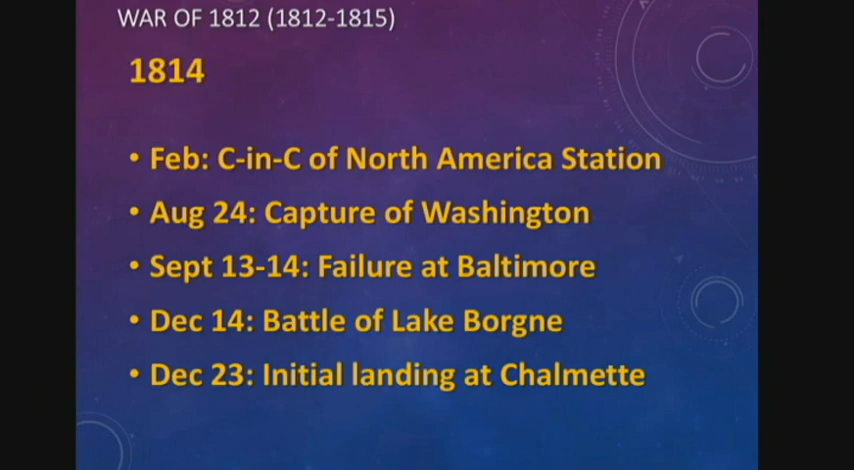 WAR OF 1812 (1812-1815)
1814
• Feb: C-in-C of North America Station
• Aug 24: Capture of Washington
• Sept 13-14: Failure at Baltimore
• Dec 14: Battle of Lake Borgne
• Dec 23: Initial landing at Chalmette